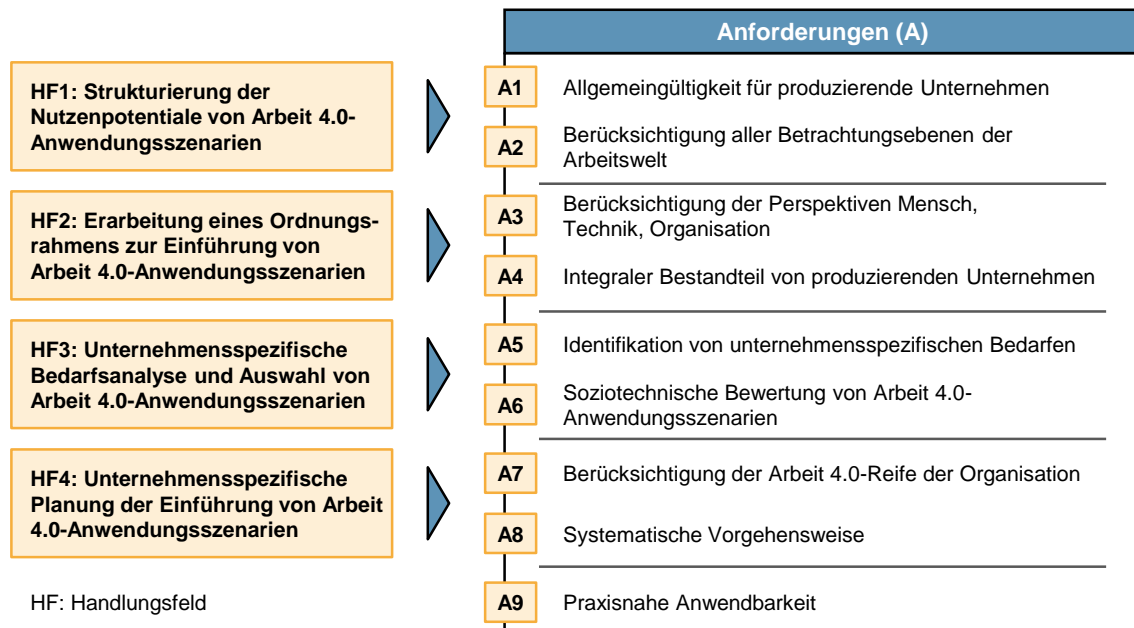 Anforderungen (A)
HF1: Strukturierung der
Nutzenpotentiale von Arbeit 4.0-
Anwendungsszenarien
A1
Allgemeingültigkeit für produzierende Unternehmen
A2
Berücksichtigung aller Betrachtungsebenen der
Arbeitswelt
HF2: Erarbeitung eines Ordnungs-
rahmens zur Einführung von
Arbeit 4.0-Anwendungsszenarien
A3
Berücksichtigung der Perspektiven Mensch,
Technik, Organisation
A4
Integraler Bestandteil von produzierenden Unternehmen
HF3: Unternehmensspezifische
Bedarfsanalyse und Auswahl von
Arbeit 4.0-Anwendungsszenarien
A5
Identifikation von unternehmensspezifischen Bedarfen
A6
Soziotechnische Bewertung von Arbeit 4.0-
Anwendungsszenarien
HF4: Unternehmensspezifische
Planung der Einführung von Arbeit
4.0-Anwendungsszenarien
A7
Berücksichtigung der Arbeit 4.0-Reife der Organisation
A8
Systematische Vorgehensweise
HF: Handlungsfeld
A9
Praxisnahe Anwendbarkeit